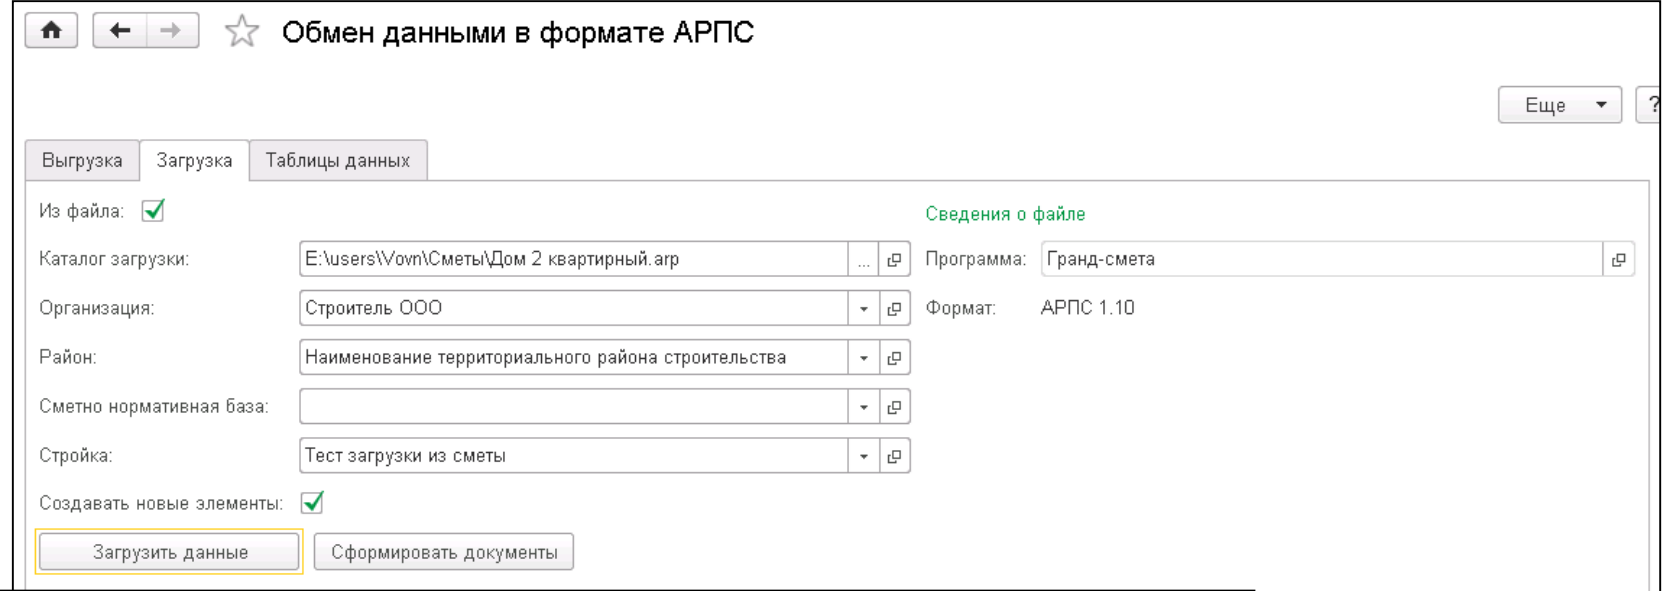 Обмен данными в формате АРПС
Еще
?
Выгрузка Загрузка Таблицы данных
Из файла:
Сведения о файле
Каталог загрузки: E:\users\Vovn\Сметы\Дом 2 квартирный.arp ... Программа: Гранд-смета
Организация: Строитель ООО Формат: АРПС 1.10
Район: Наименование территориального района строительства
Сметно нормативная база:
Стройка: Тест загрузки из сметы
Создавать новые элементы:
Загрузить данные Сформировать документы